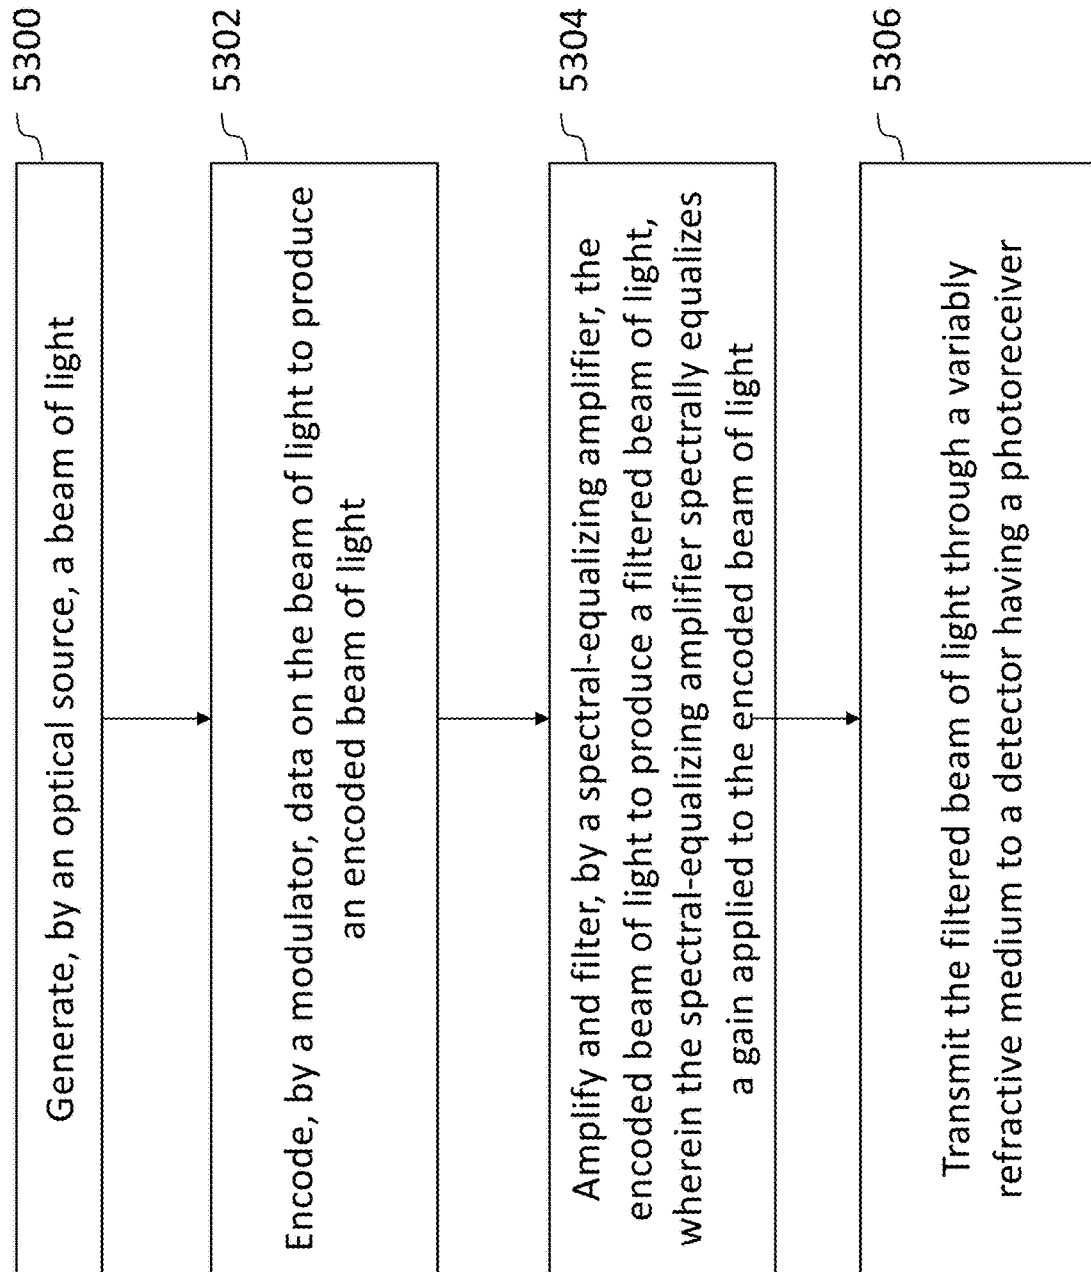 5300
Generate, by an optical source, a beam of light
5302
Encode, by a modulator, data on the beam of light to produce
an encoded beam of light
5304
Amplify and filter, by a spectral-equalizing amplifier, the
encoded beam of light to produce a filtered beam of light,
wherein the spectral-equalizing amplifier spectrally equalizes
a gain applied to the encoded beam of light
5306
Transmit the filtered beam of light through a variably
refractive medium to a detector having a photoreceiver